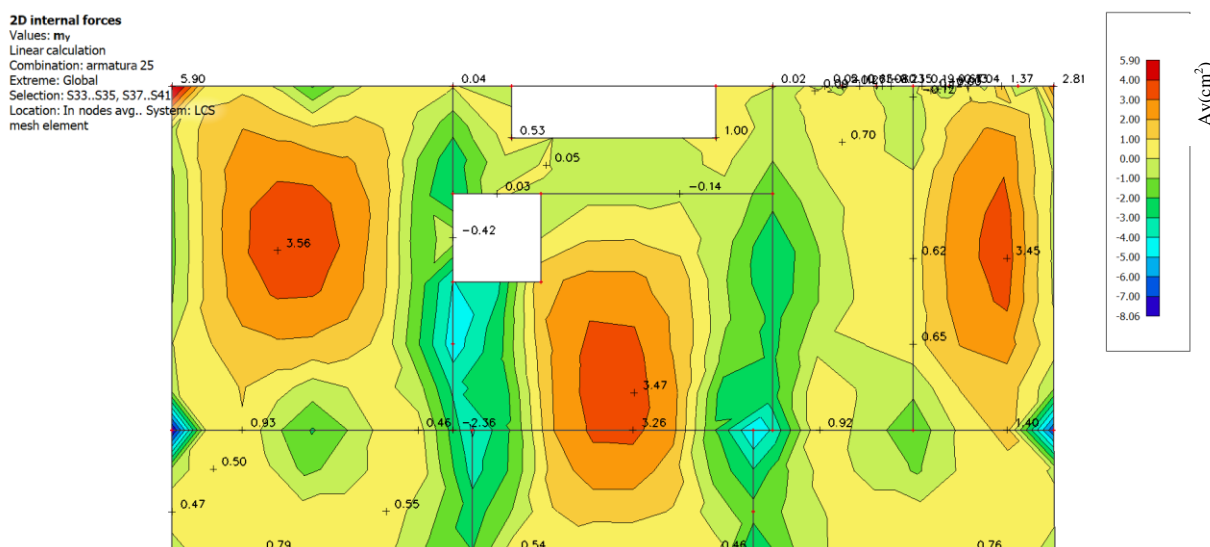 2D internal forces
Values: my
Linear calculation
Combination: armatura 25
Extreme: Global
Selection: S33..S35, S37..S41
Location: In nodes avg.. System: LCS
mesh element
5.90 0.04 0.02 1.37 2.81
-0.12
0.53 1.00 0.70
0.05
0.03 -0.14
-0.42
3.56 0.62 3.45
0.65
3.47
0.93 0.46 -2.36 3.26 0.92 1.40
0.50
0.47 0.55
0.79 0.54 0.46 0.76
Av(cm²)
5.90
4.00
3.00
2.00
1.00
0.00
-1.00
-2.00
-3.00
-4.00
-5.00
-6.00
-7.00
-8.06